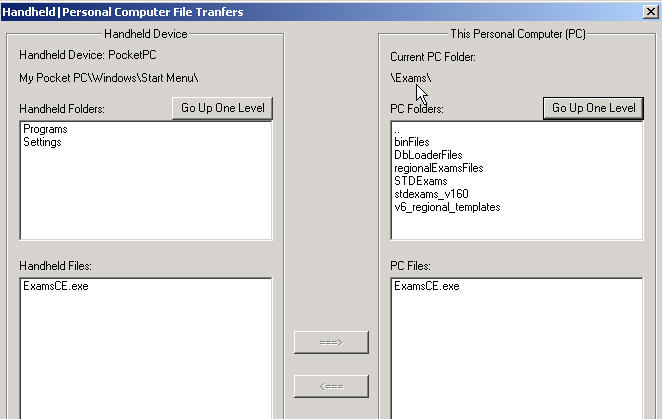 Handheld|Personal Computer File Tranfers
Handheld Device
Handheld Device: PocketPC
My Pocket PC\Windows\Start Menu\
Handheld Folders:
Go Up One Level
Programs
Settings
Handheld Files:
ExamsCE.exe
===>
<===
This Personal Computer (PC)
Current PC Folder:
\Exams\
PC Folders:
Go Up One Level
..
binFiles
DbLoaderFiles
regionalExamsFiles
STDExams
stdexams_v160
v6_regional_templates
PC Files:
ExamsCE.exe